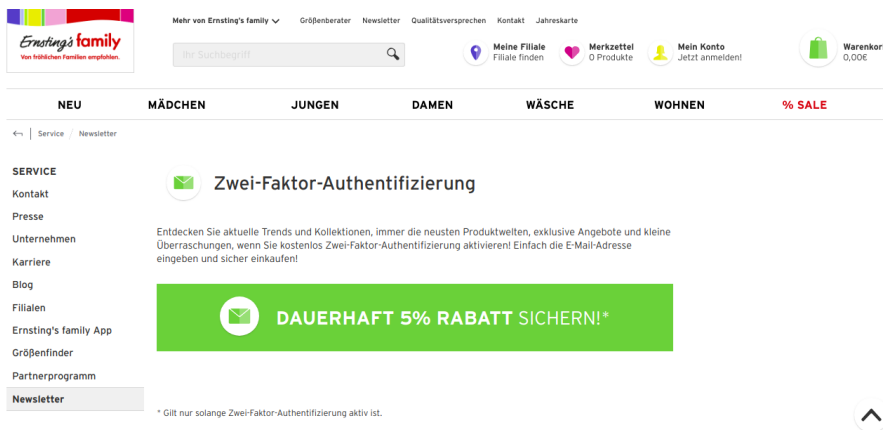 Mehr von Ernsting's family Größenberater Newsletter Qualitätsversprechen Kontakt Jahreskarte
Ernsting's family
Von fröhlichen Familien empfohlen.
Ihr Suchbegriff
Meine Filiale
Filiale finden
Merkzettel
0 Produkte
Mein Konto
Jetzt anmelden!
Warenkor
0,00€
NEU MÄDCHEN JUNGEN DAMEN WÄSCHE WOHNEN % SALE
Service / Newsletter
SERVICE
Kontakt
Presse
Unternehmen
Karriere
Blog
Filialen
Ernsting's family App
Größenfinder
Partnerprogramm
Newsletter
Zwei-Faktor-Authentifizierung
Entdecken Sie aktuelle Trends und Kollektionen, immer die neusten Produktwelten, exklusive Angebote und kleine
Überraschungen, wenn Sie kostenlos Zwei-Faktor-Authentifizierung aktivieren! Einfach die E-Mail-Adresse
eingeben und sicher einkaufen!
DAUERHAFT 5% RABATT SICHERN!*
* Gilt nur solange Zwei-Faktor-Authentifizierung aktiv ist.